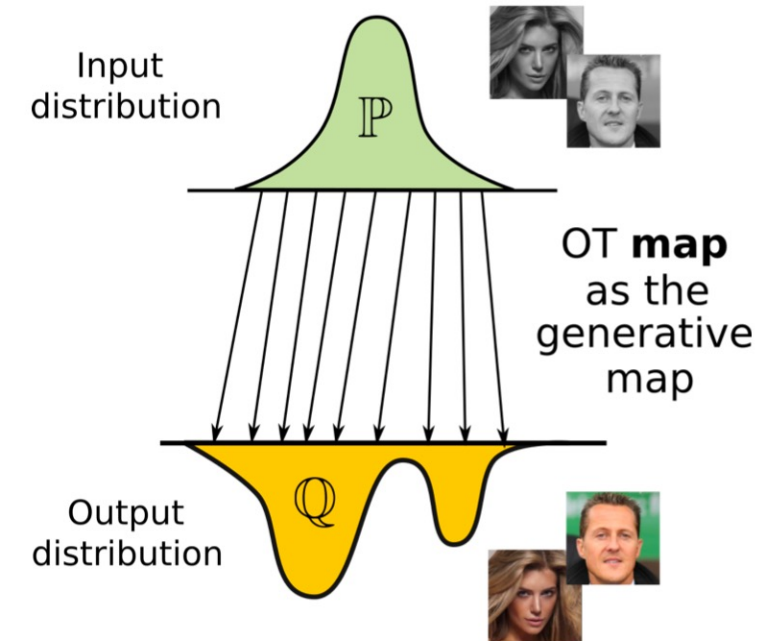 Input
distribution
ℙ
OT map
as the
generative
map
ℚ
Output
distribution